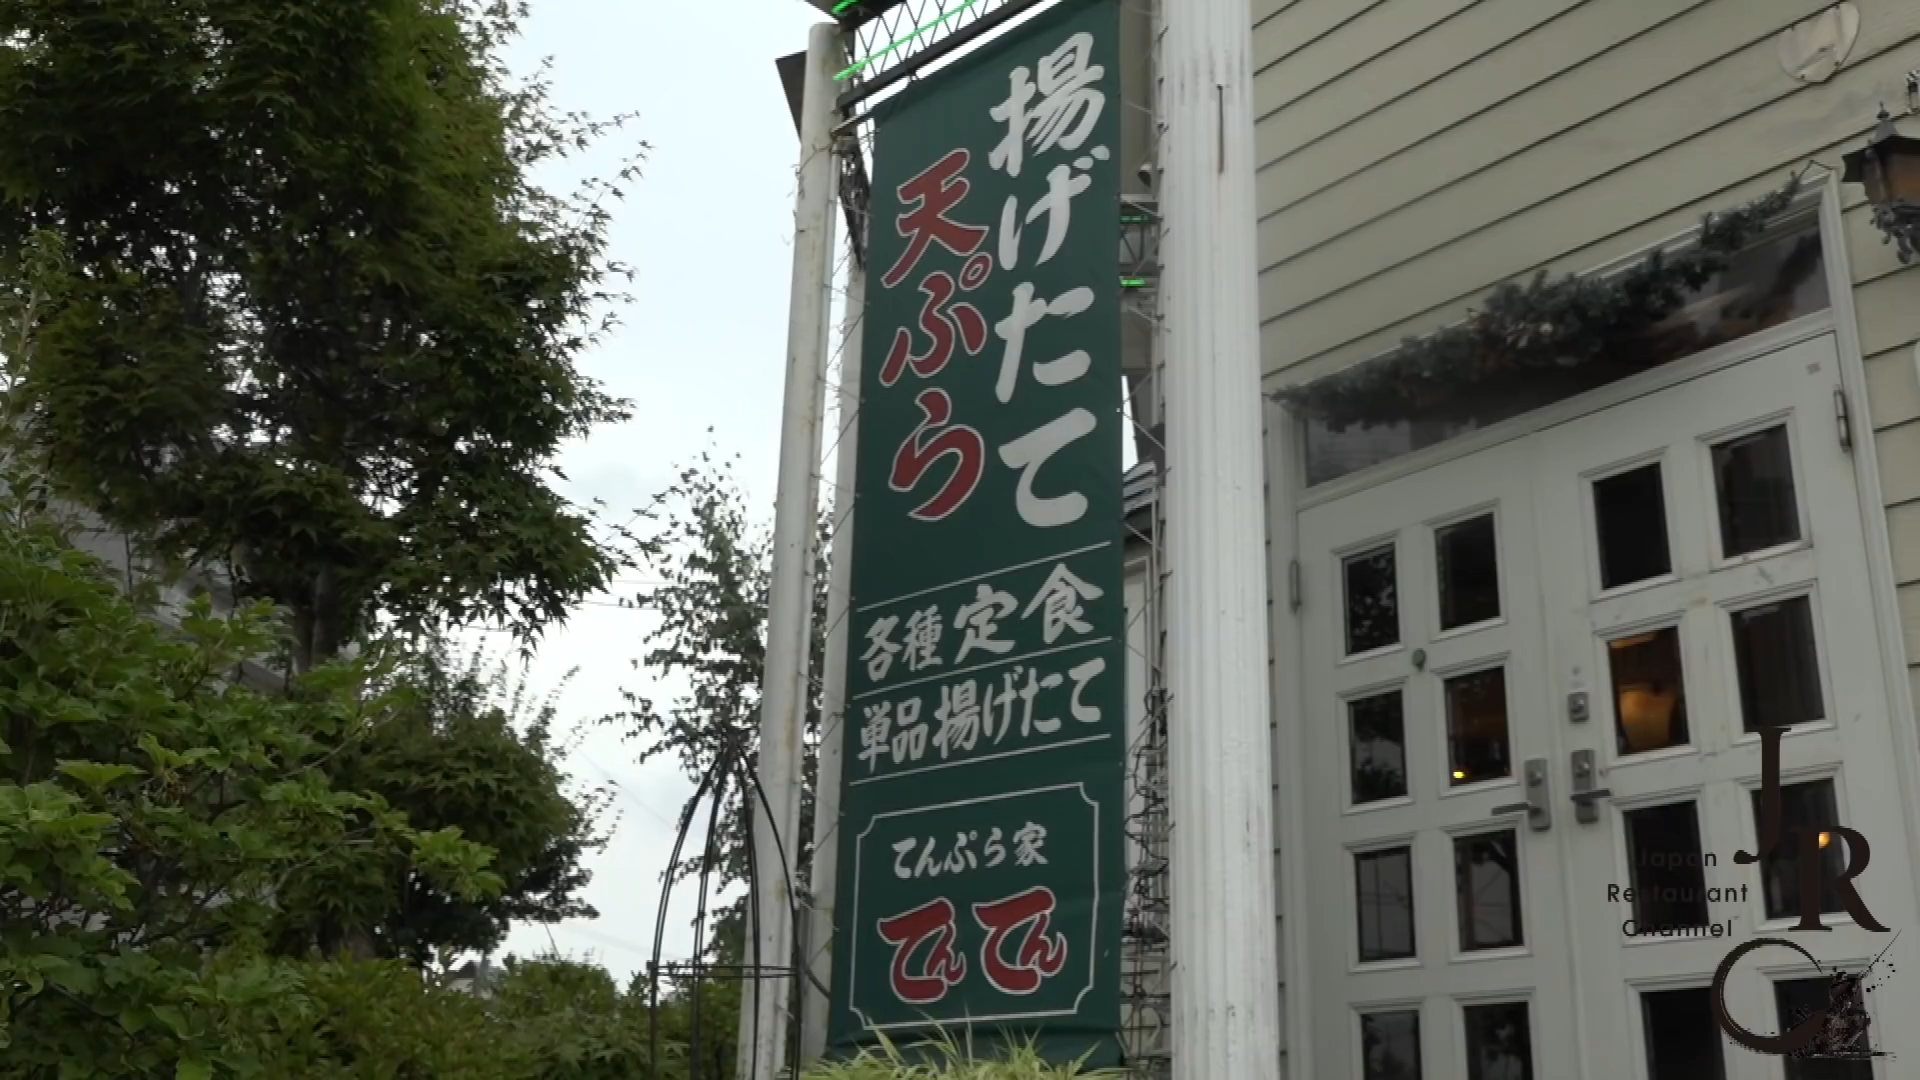 揚げたて
天ぷら
各種定食
単品揚げたて
てんぷら家
てんてん
Japan
Restaurant
Channel
JRC